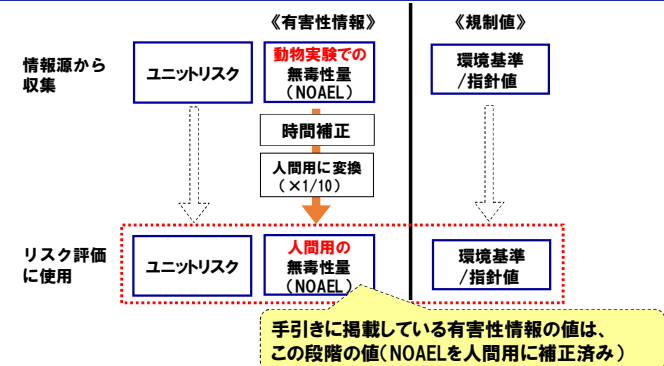 《有害性情報》
《規制値》
情報源から
収集
ユニットリスク
動物実験での
無毒性量
(NOAEL)
環境基準
/指針値
時間補正
人間用に変換
(×1/10)
リスク評価
に使用
ユニットリスク
人間用の
無毒性量
(NOAEL)
環境基準
/指針値
手引きに掲載している有害性情報の値は、
この段階の値(NOAELを人間用に補正済み)